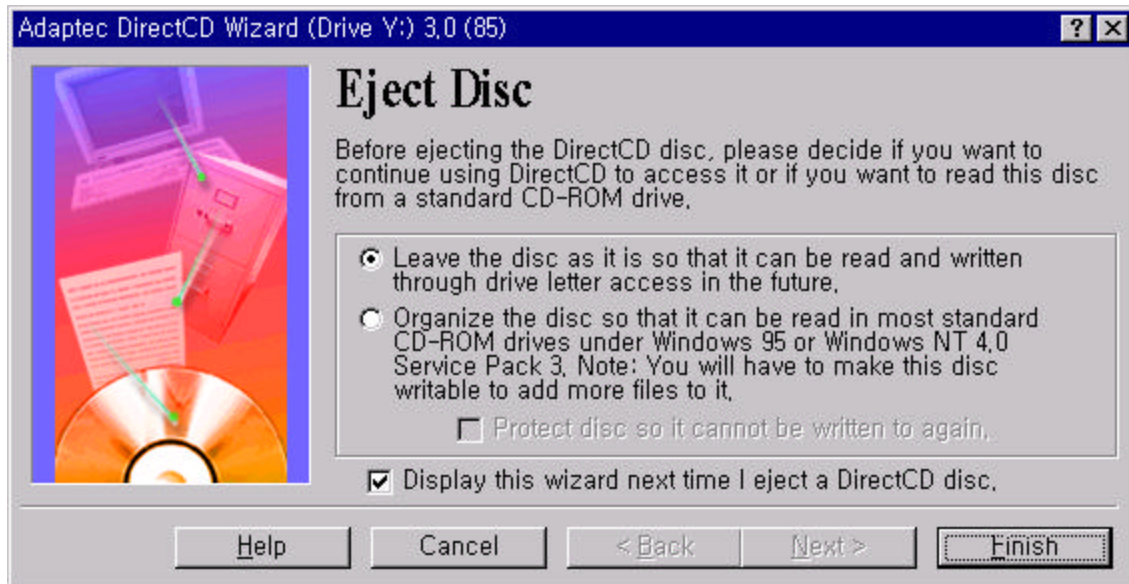 Adaptec DirectCD Wizard (Drive Y:) 3.0 (85)
Eject Disc
Before ejecting the DirectCD disc, please decide if you want to
continue using DirectCD to access it or if you want to read this disc
from a standard CD-ROM drive.
Leave the disc as it is so that it can be read and written
through drive letter access in the future.
Organize the disc so that it can be read in most standard
CD-ROM drives under Windows 95 or Windows NT 4.0
Service Pack 3. Note: You will have to make this disc
writable to add more files to it.
Protect disc so it cannot be written to again.
Display this wizard next time I eject a DirectCD disc.
Help Cancel < Back Next > Finish